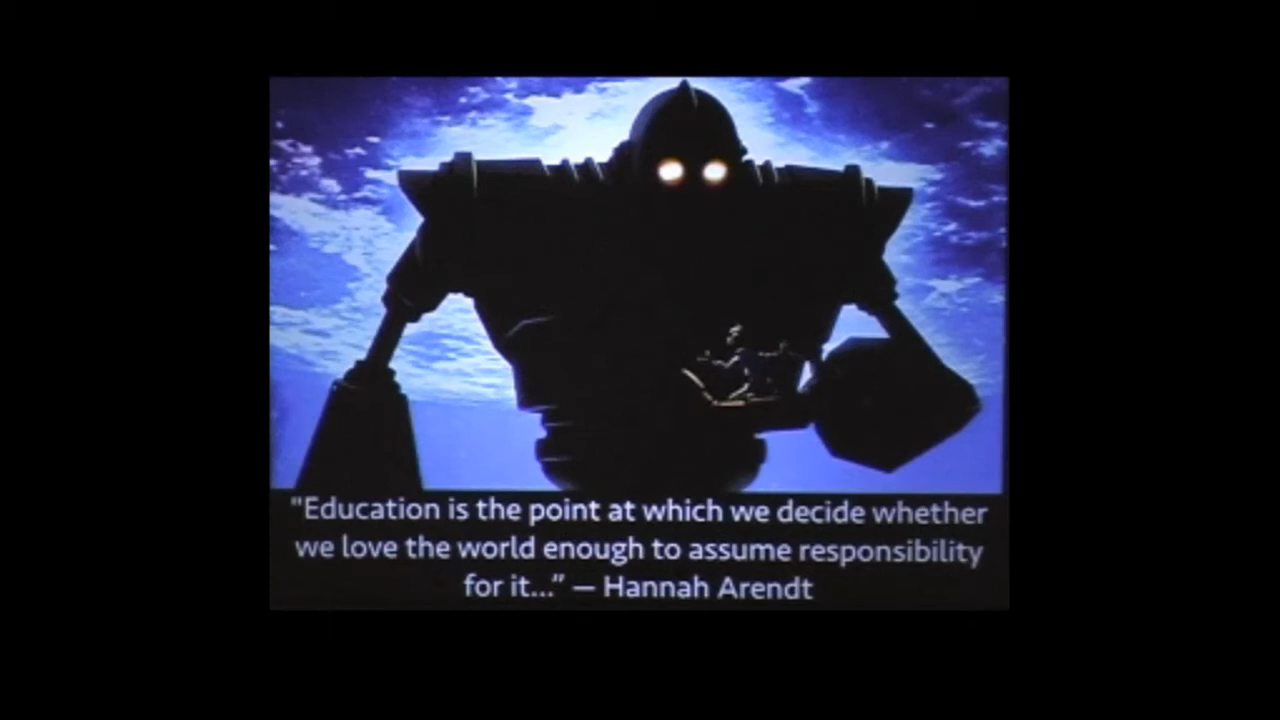 "Education is the point at which we decide whether
we love the world enough to assume responsibility
for it...” — Hannah Arendt